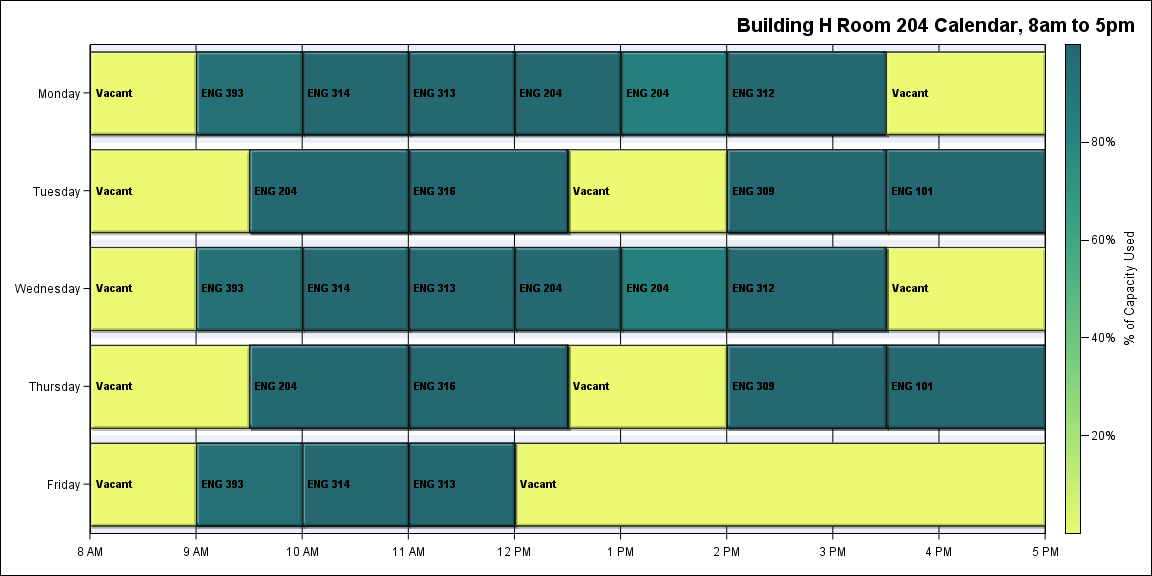 Building H Room 204 Calendar, 8am to 5pm
Monday
Vacant
ENG 393
ENG 314
ENG 313
ENG 204
ENG 204
ENG 312
Vacant
Tuesday
Vacant
ENG 204
ENG 316
Vacant
ENG 309
ENG 101
Wednesday
Vacant
ENG 393
ENG 314
ENG 313
ENG 204
ENG 204
ENG 312
Vacant
Thursday
Vacant
ENG 204
ENG 316
Vacant
ENG 309
ENG 101
Friday
Vacant
ENG 393
ENG 314
ENG 313
Vacant
8 AM
9 AM
10 AM
11 AM
12 PM
1 PM
2 PM
3 PM
4 PM
5 PM
80%
60%
40%
20%
% of Capacity Used